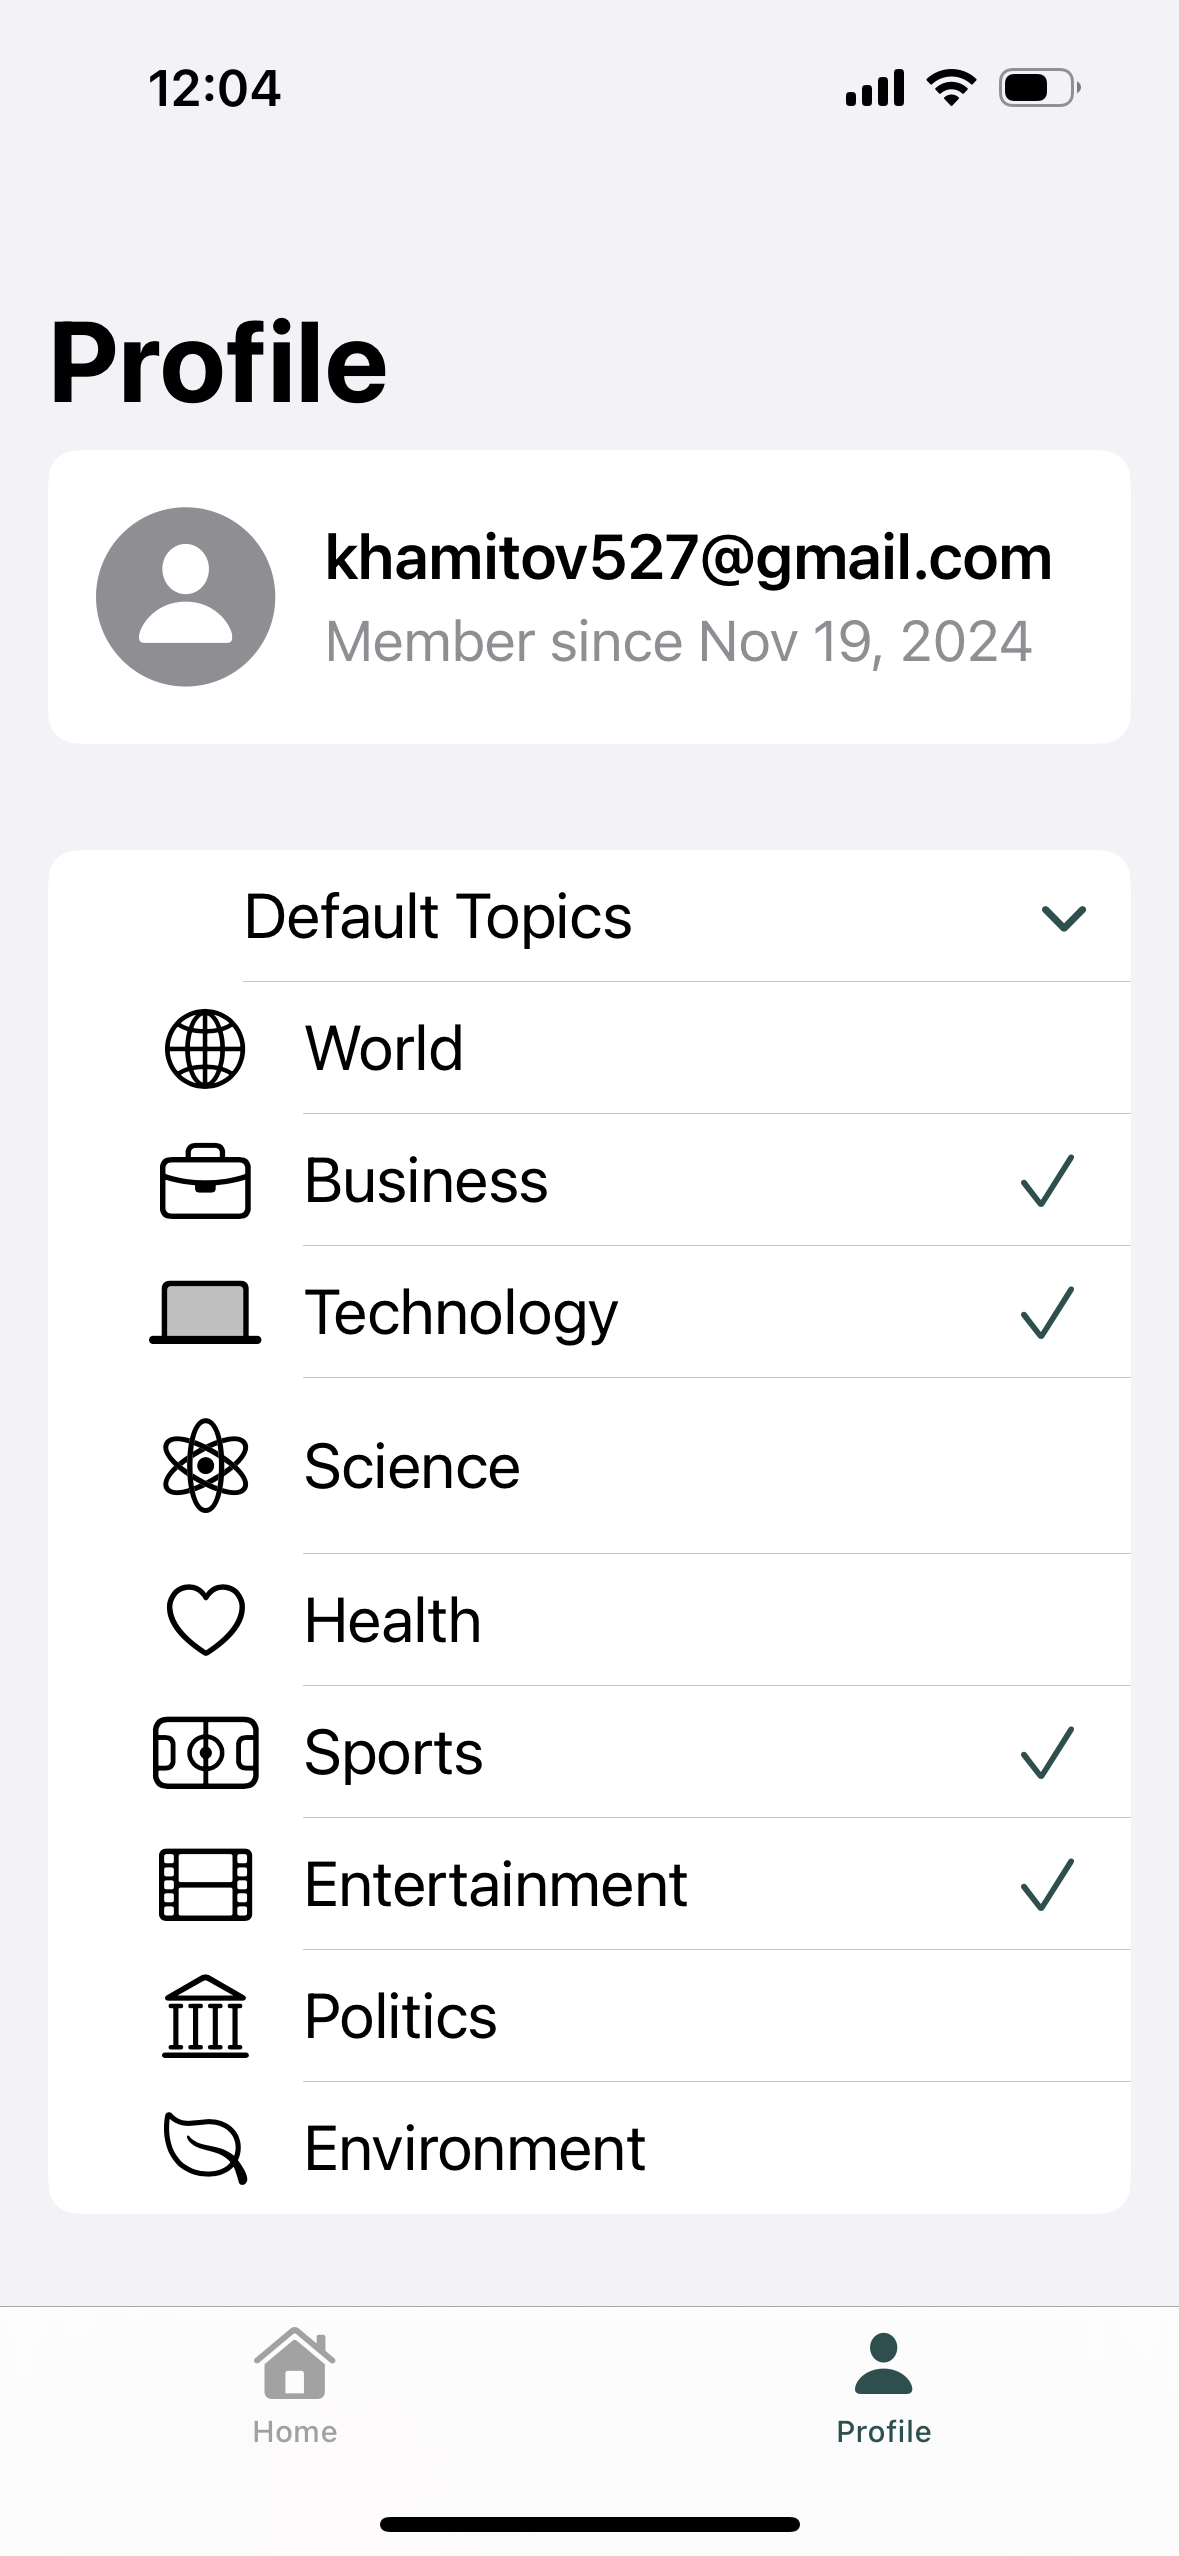 12:04
Profile
khamitov527@gmail.com
Member since Nov 19, 2024
Default Topics
World
Business
Technology
Science
Health
Sports
Entertainment
Politics
Environment
Home
Profile